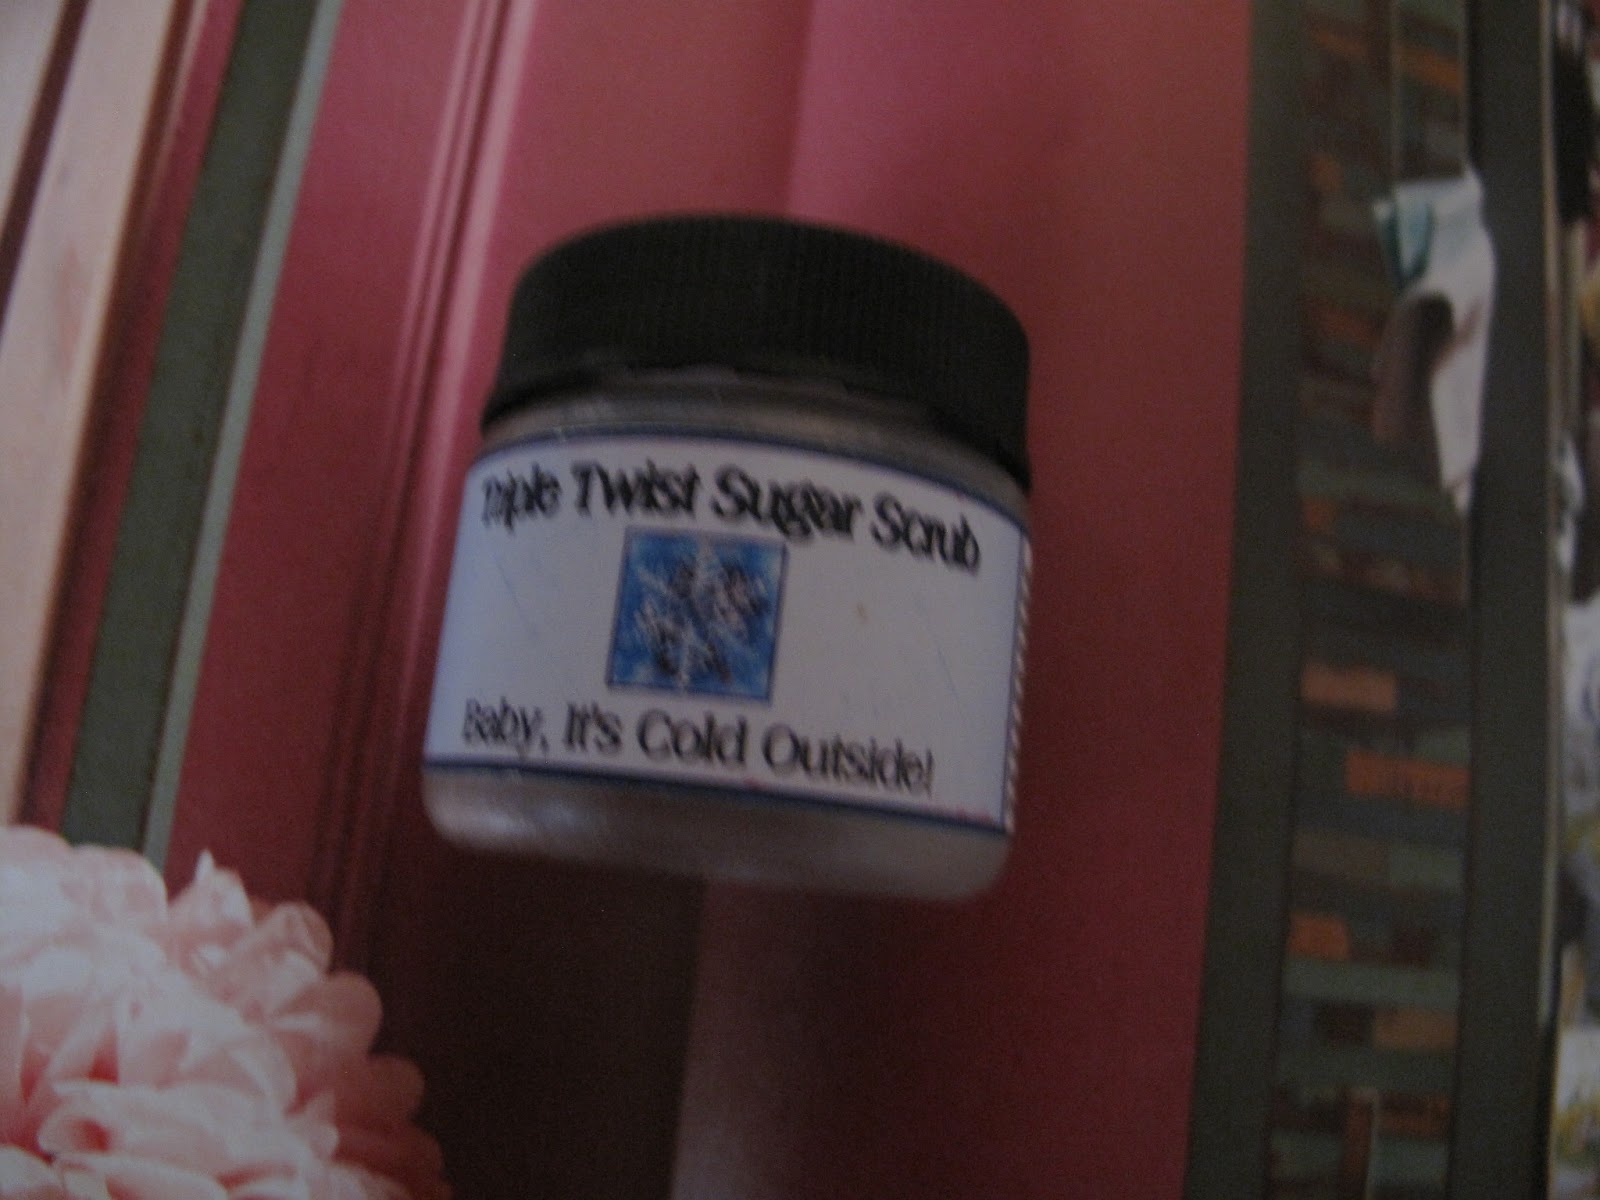 Triple Twist Sugar Scrub
Baby, It's Cold Outside!